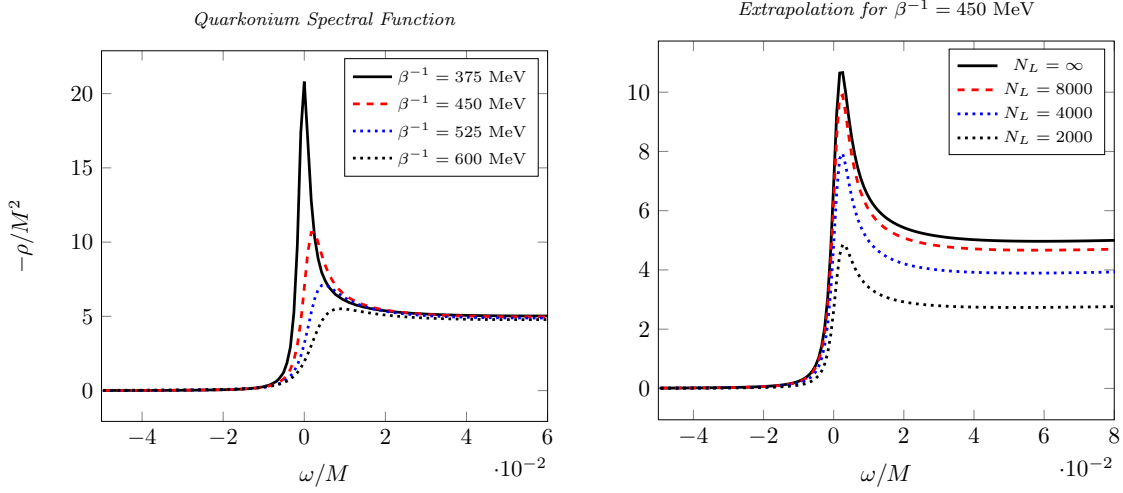 Quarkonium Spectral Function
β⁻¹ = 375 MeV
β⁻¹ = 450 MeV
β⁻¹ = 525 MeV
β⁻¹ = 600 MeV
−ρ/M²
20
15
10
5
0
−4 −2 0 2 4 6
·10⁻²
ω/M
Extrapolation for β⁻¹ = 450 MeV
N_L = ∞
N_L = 8000
N_L = 4000
N_L = 2000
10
8
6
4
2
0
−4 −2 0 2 4 6 8
·10⁻²
ω/M